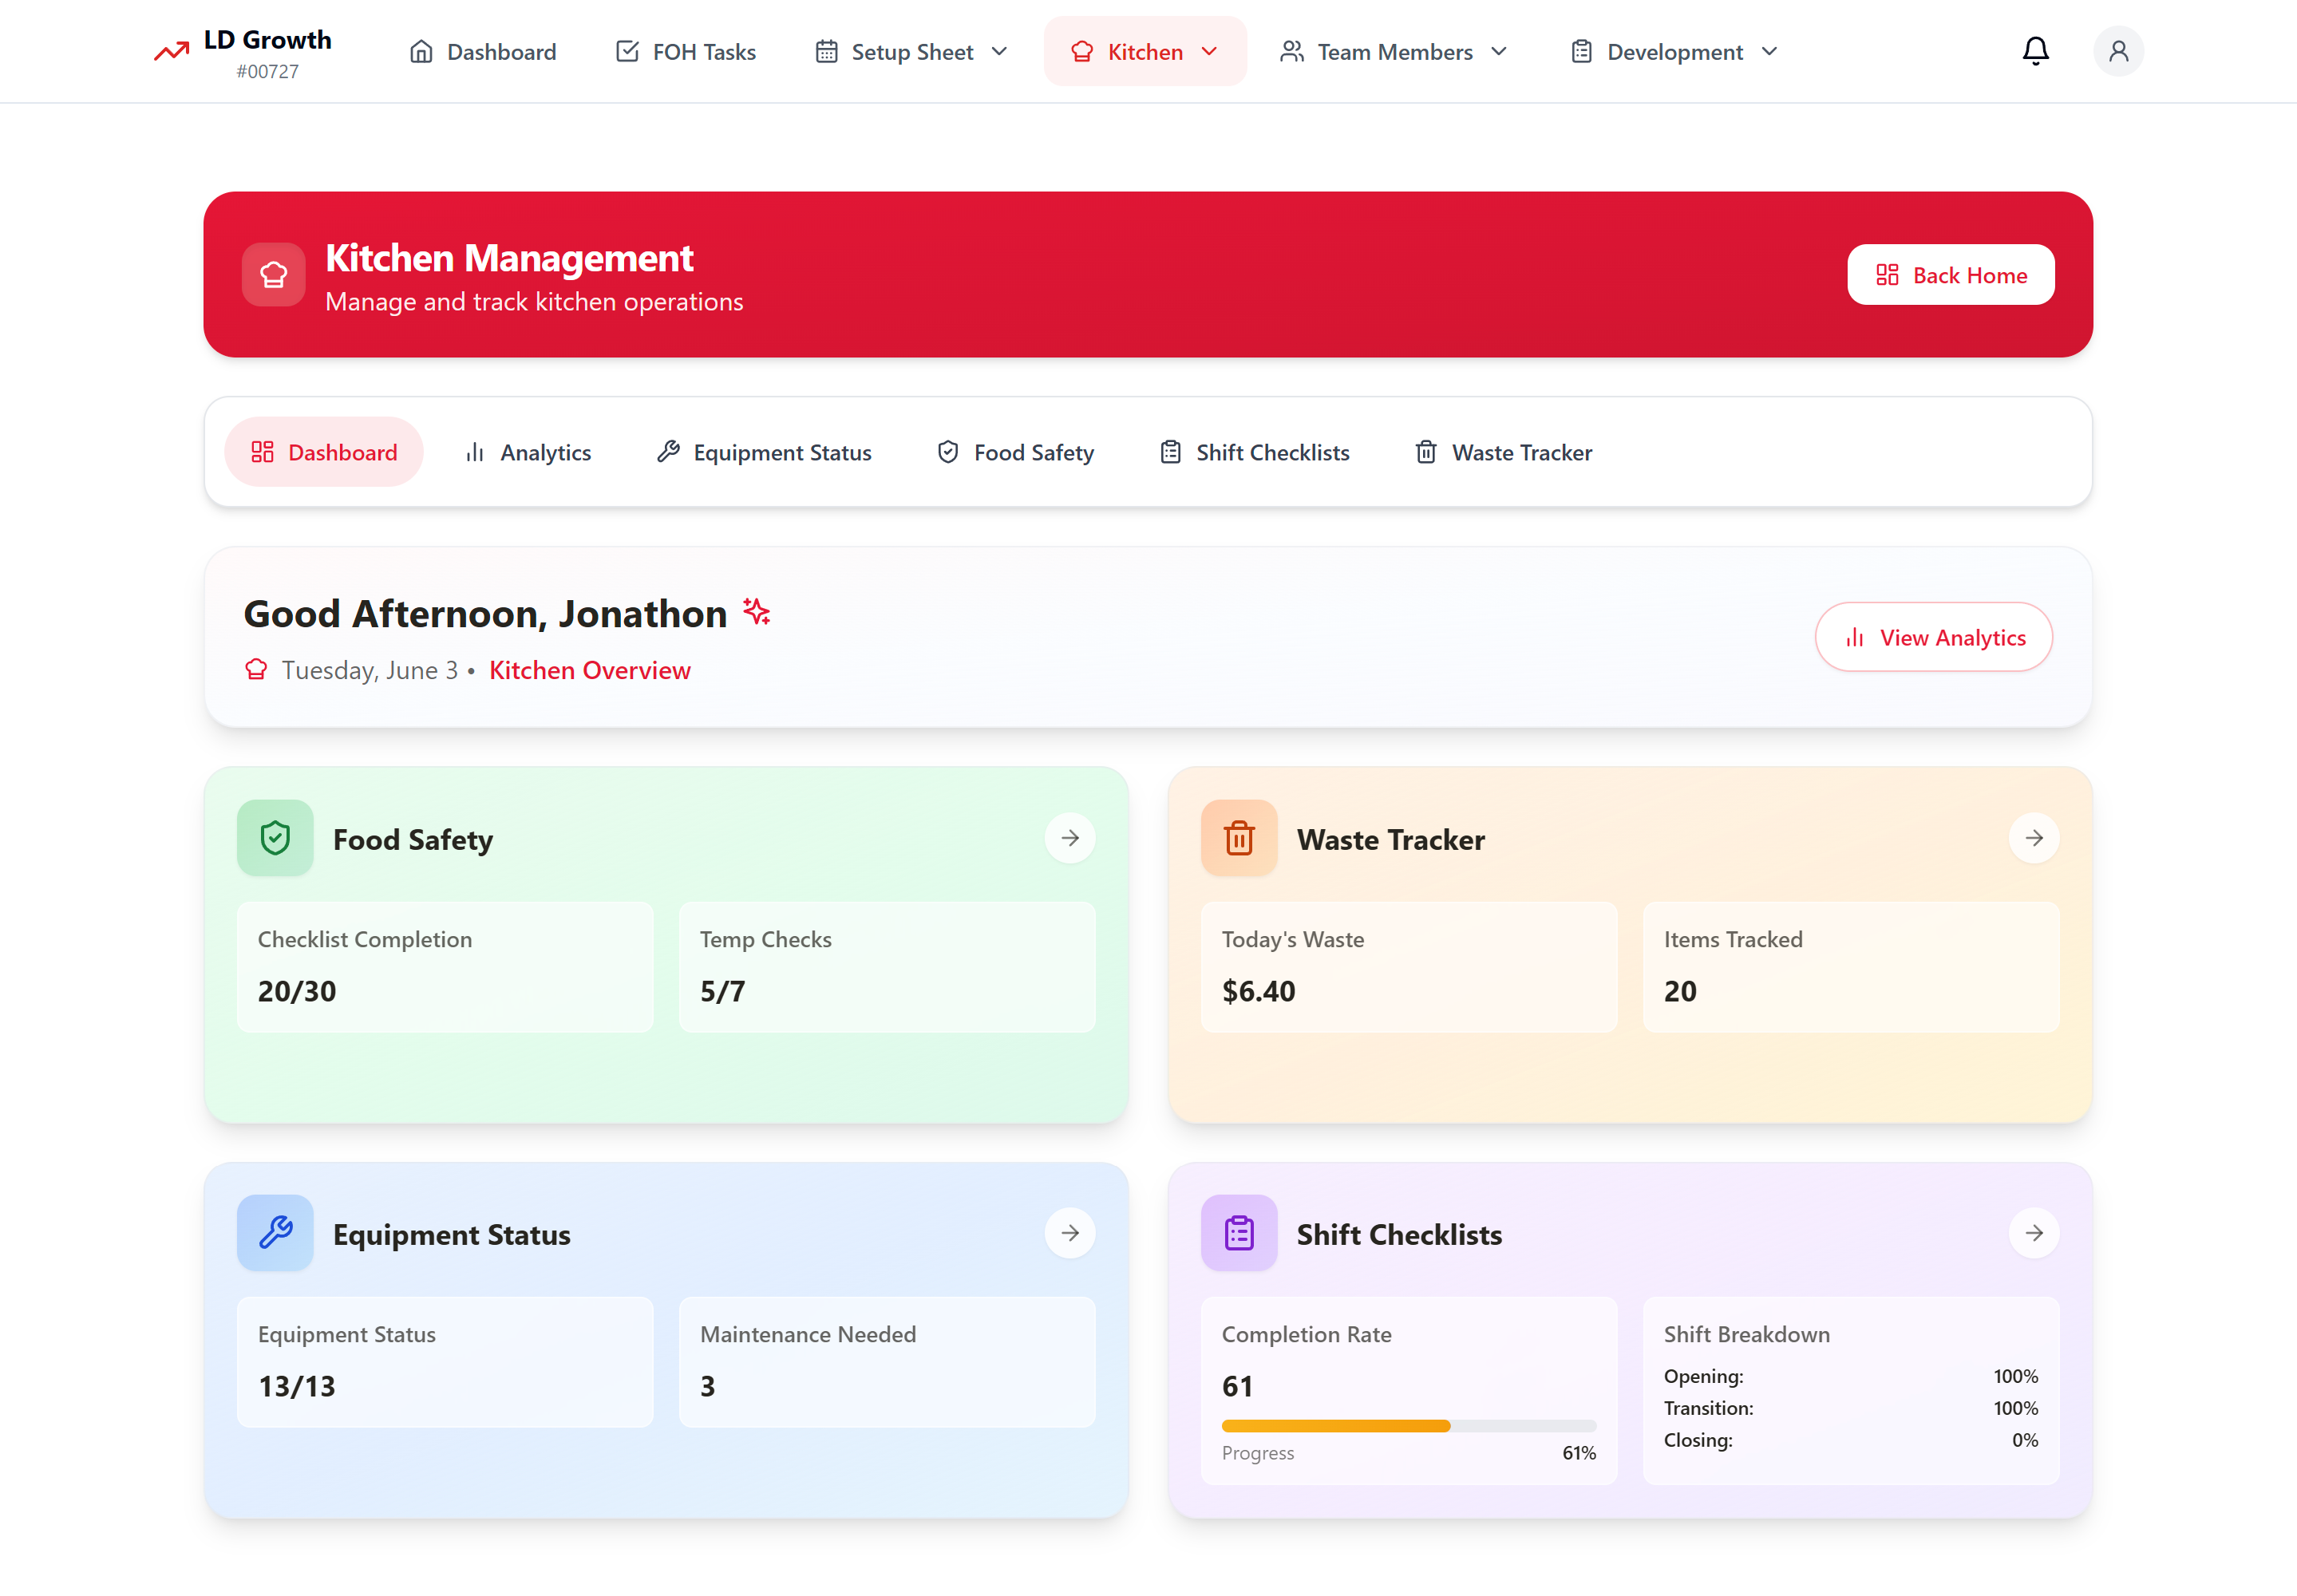 LD Growth
#00727
Dashboard
FOH Tasks
Setup Sheet
Kitchen
Team Members
Development
Kitchen Management
Manage and track kitchen operations
Back Home
Dashboard
Analytics
Equipment Status
Food Safety
Shift Checklists
Waste Tracker
Good Afternoon, Jonathon
Tuesday, June 3 • Kitchen Overview
View Analytics
Food Safety
Checklist Completion
20/30
Temp Checks
5/7
Waste Tracker
Today's Waste
$6.40
Items Tracked
20
Equipment Status
Equipment Status
13/13
Maintenance Needed
3
Shift Checklists
Completion Rate
61
Progress 61%
Shift Breakdown
Opening: 100%
Transition: 100%
Closing: 0%